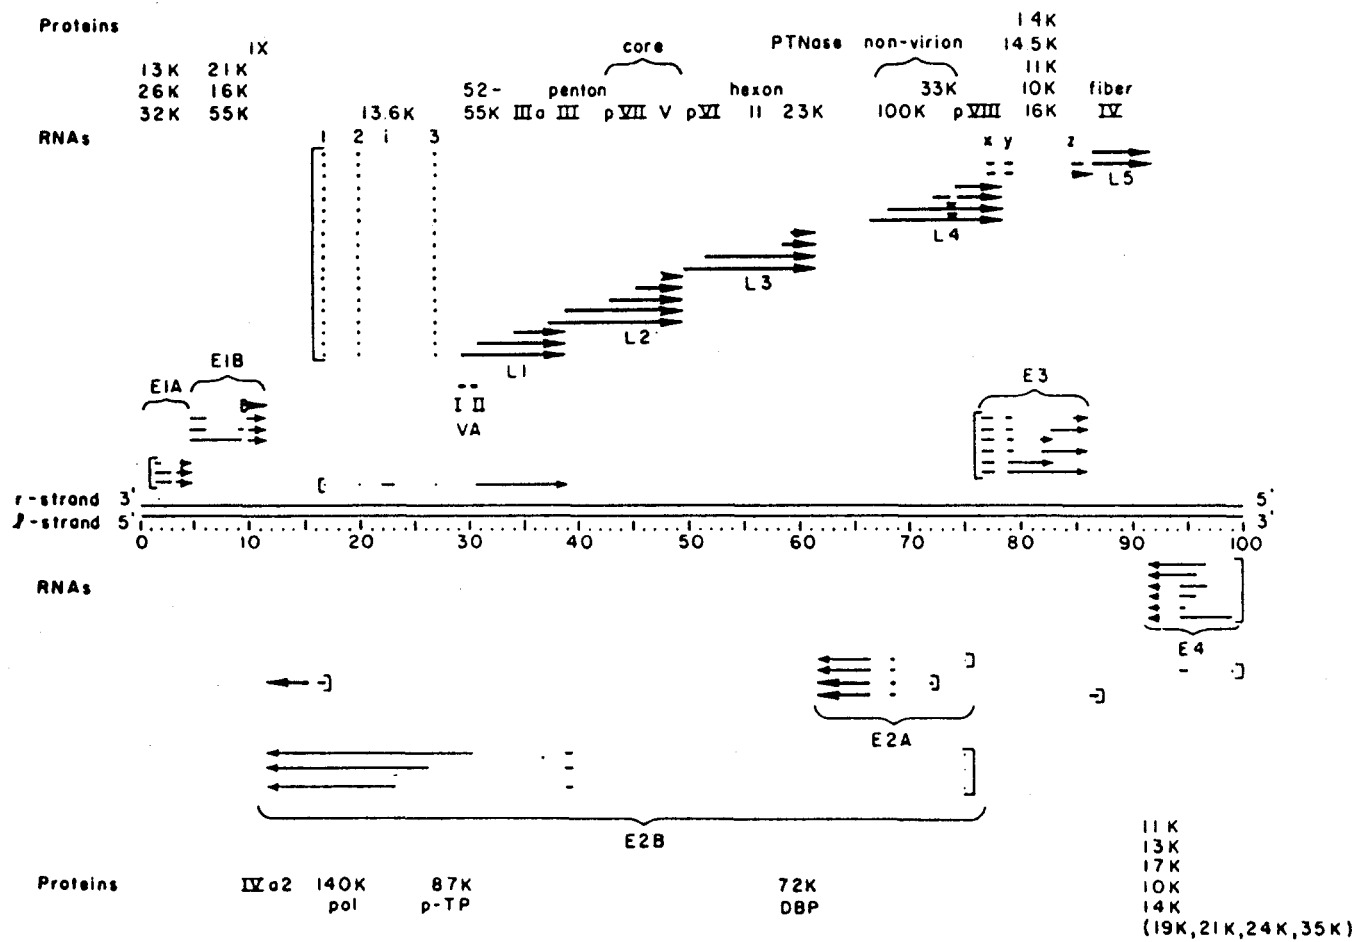 Proteins
14K
core PTNase non-virion 14.5K
IX 11K
13K 21K
26K 16K 52- penton hexon 33K 10K fiber
32K 55K 13.6K 55K IIIa III pVII V pVI II 23K 100K pVIII 16K IV
RNAs 1 2 i 3 x y z
L5
L4
L3
L2
E1B L1
E1A E3
I II
VA
r-strand 3' 5'
l-strand 5' 3'
0 10 20 30 40 50 60 70 80 90 100
RNAs
E4
E2A
E2B
11K
13K
17K
Proteins IVa2 140K 87K 72K 10K
pol p-TP DBP 14K
(19K,21K,24K,35K)